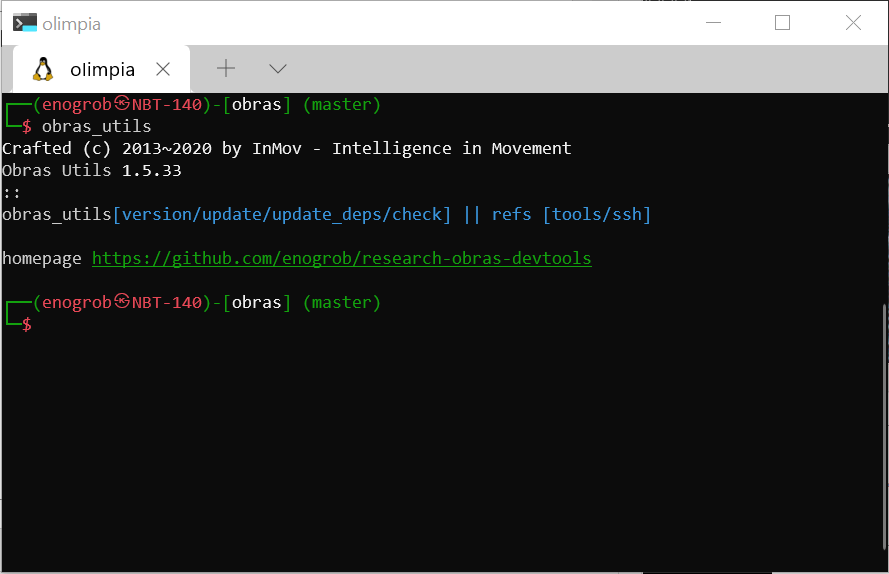 olimpia
olimpia
┌──(enogrob㉿NBT-140)-[obras] (master)
└─$ obras_utils
Crafted (c) 2013~2020 by InMov - Intelligence in Movement
Obras Utils 1.5.33
::
obras_utils[version/update/update_deps/check] || refs [tools/ssh]
homepage https://github.com/enogrob/research-obras-devtools
┌──(enogrob㉿NBT-140)-[obras] (master)
└─$